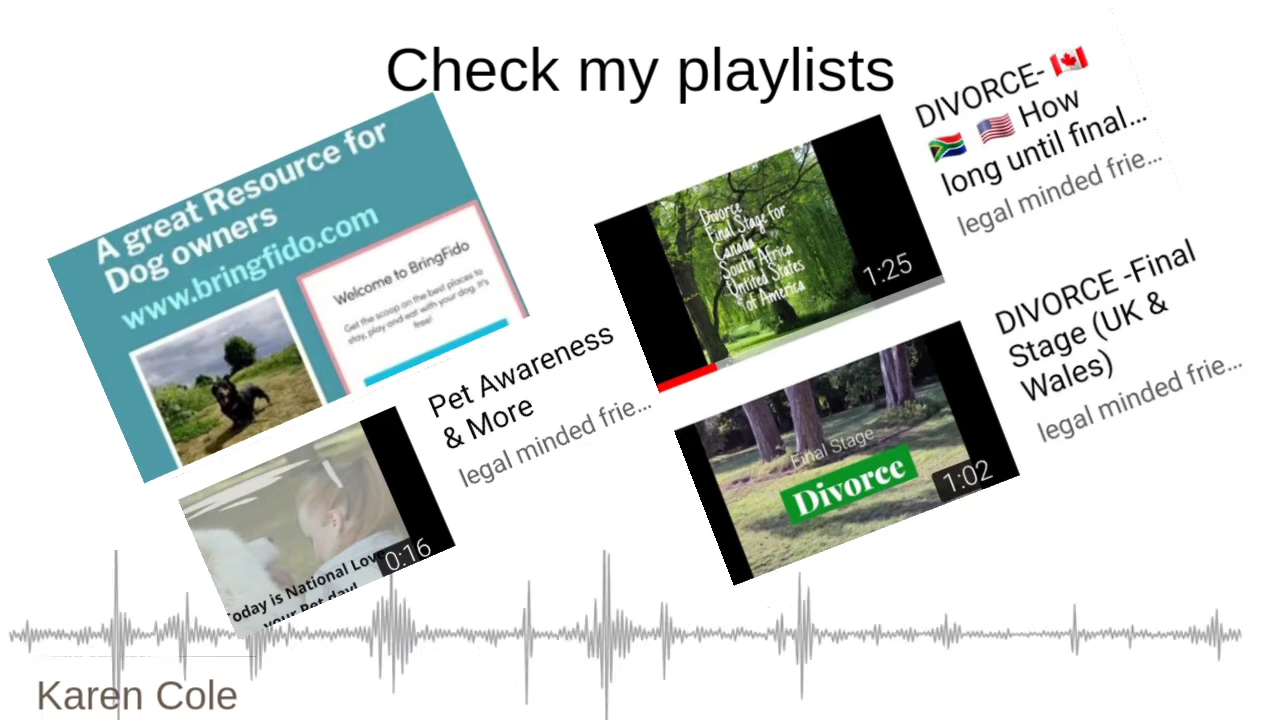 Check my playlists
A great Resource for
Dog owners
www.bringfido.com
Welcome to BringFido
Get the scoop on the best places to
stay, play and eat with your dog. It's
free!
Pet Awareness
& More
legal minded frie...
0:16
Today is National Love
your Pet day!
DIVORCE- 🇨🇦
🇿🇦 🇺🇸 How
long until final...
legal minded frie...
Divorce
Final Stage for
Canada
South Africa
Untited States
of America
1:25
DIVORCE -Final
Stage (UK &
Wales)
legal minded frie...
Final Stage
Divorce
1:02
Karen Cole